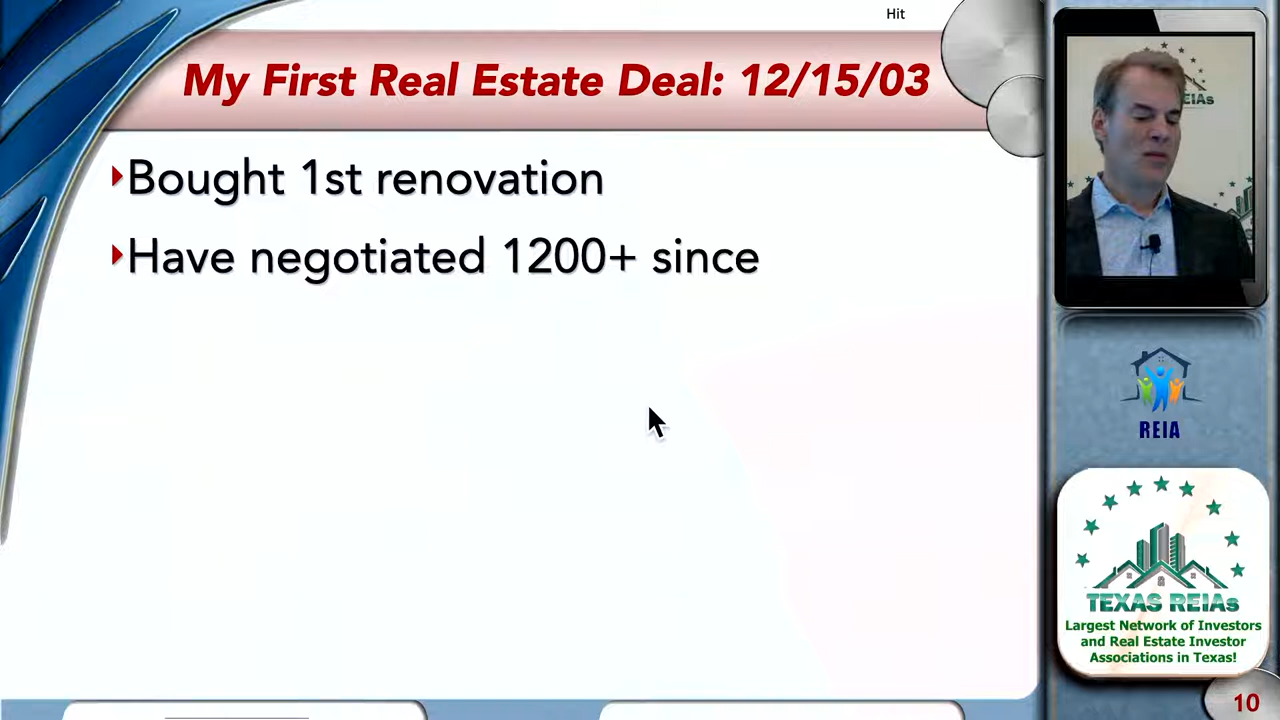 Hit
My First Real Estate Deal: 12/15/03
Bought 1st renovation
Have negotiated 1200+ since
EIAs
REIA
TEXAS REIAs
Largest Network of Investors
and Real Estate Investor
Associations in Texas!
10